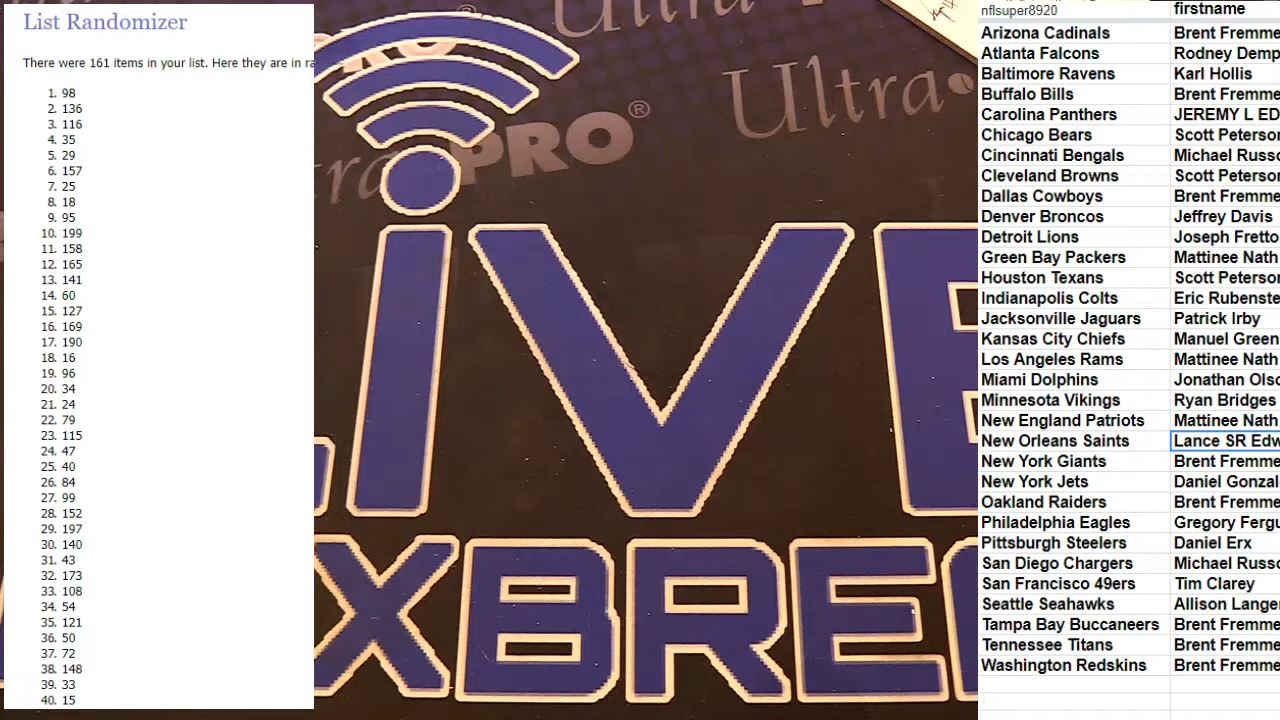 List Randomizer
There were 161 items in your list. Here they are in ra
1. 98
2. 136
3. 116
4. 35
5. 29
6. 157
7. 25
8. 18
9. 95
10. 199
11. 158
12. 165
13. 141
14. 60
15. 127
16. 169
17. 190
18. 16
19. 96
20. 34
21. 24
22. 79
23. 115
24. 47
25. 40
26. 84
27. 99
28. 152
29. 197
30. 140
31. 43
32. 173
33. 108
34. 54
35. 121
36. 50
37. 72
38. 148
39. 33
40. 15
Ultra
PRO
Ultra
PRO®
LIVE
XBRE
nflsuper8920 firstname
Arizona Cadinals Brent Fremme
Atlanta Falcons Rodney Demp
Baltimore Ravens Karl Hollis
Buffalo Bills Brent Fremme
Carolina Panthers JEREMY L ED
Chicago Bears Scott Peterson
Cincinnati Bengals Michael Russo
Cleveland Browns Scott Peterson
Dallas Cowboys Brent Fremme
Denver Broncos Jeffrey Davis
Detroit Lions Joseph Fretto
Green Bay Packers Mattinee Nath
Houston Texans Scott Peterson
Indianapolis Colts Eric Rubenste
Jacksonville Jaguars Patrick Irby
Kansas City Chiefs Manuel Green
Los Angeles Rams Mattinee Nath
Miami Dolphins Jonathan Olso
Minnesota Vikings Ryan Bridges
New England Patriots Mattinee Nath
New Orleans Saints Lance SR Edw
New York Giants Brent Fremme
New York Jets Daniel Gonzal
Oakland Raiders Brent Fremme
Philadelphia Eagles Gregory Fergu
Pittsburgh Steelers Daniel Erx
San Diego Chargers Michael Russo
San Francisco 49ers Tim Clarey
Seattle Seahawks Allison Langer
Tampa Bay Buccaneers Brent Fremme
Tennessee Titans Brent Fremme
Washington Redskins Brent Fremme